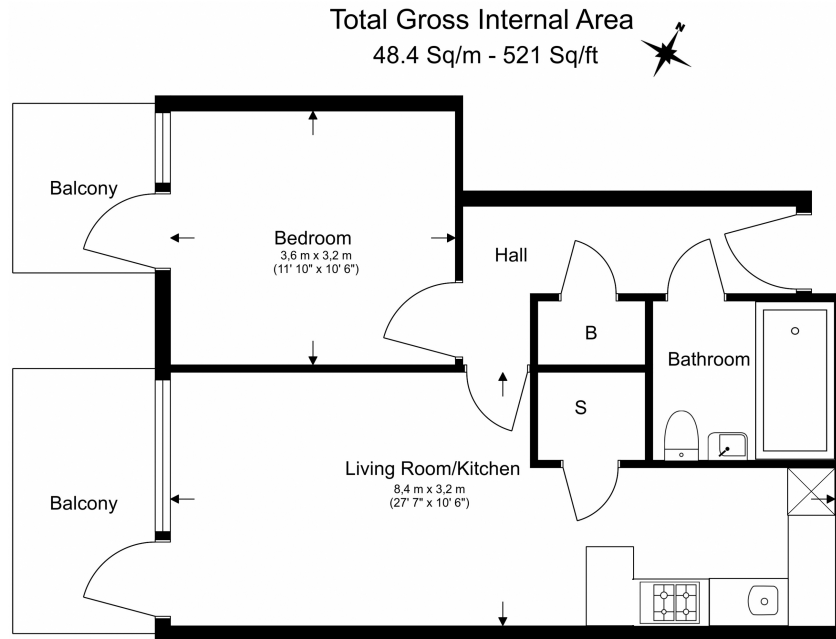 Total Gross Internal Area
48.4 Sq/m - 521 Sq/ft
N
Balcony
Bedroom
3,6 m x 3,2 m
(11' 10" x 10' 6")
Hall
B
Bathroom
S
Living Room/Kitchen
8,4 m x 3,2 m
(27' 7" x 10' 6")
Balcony